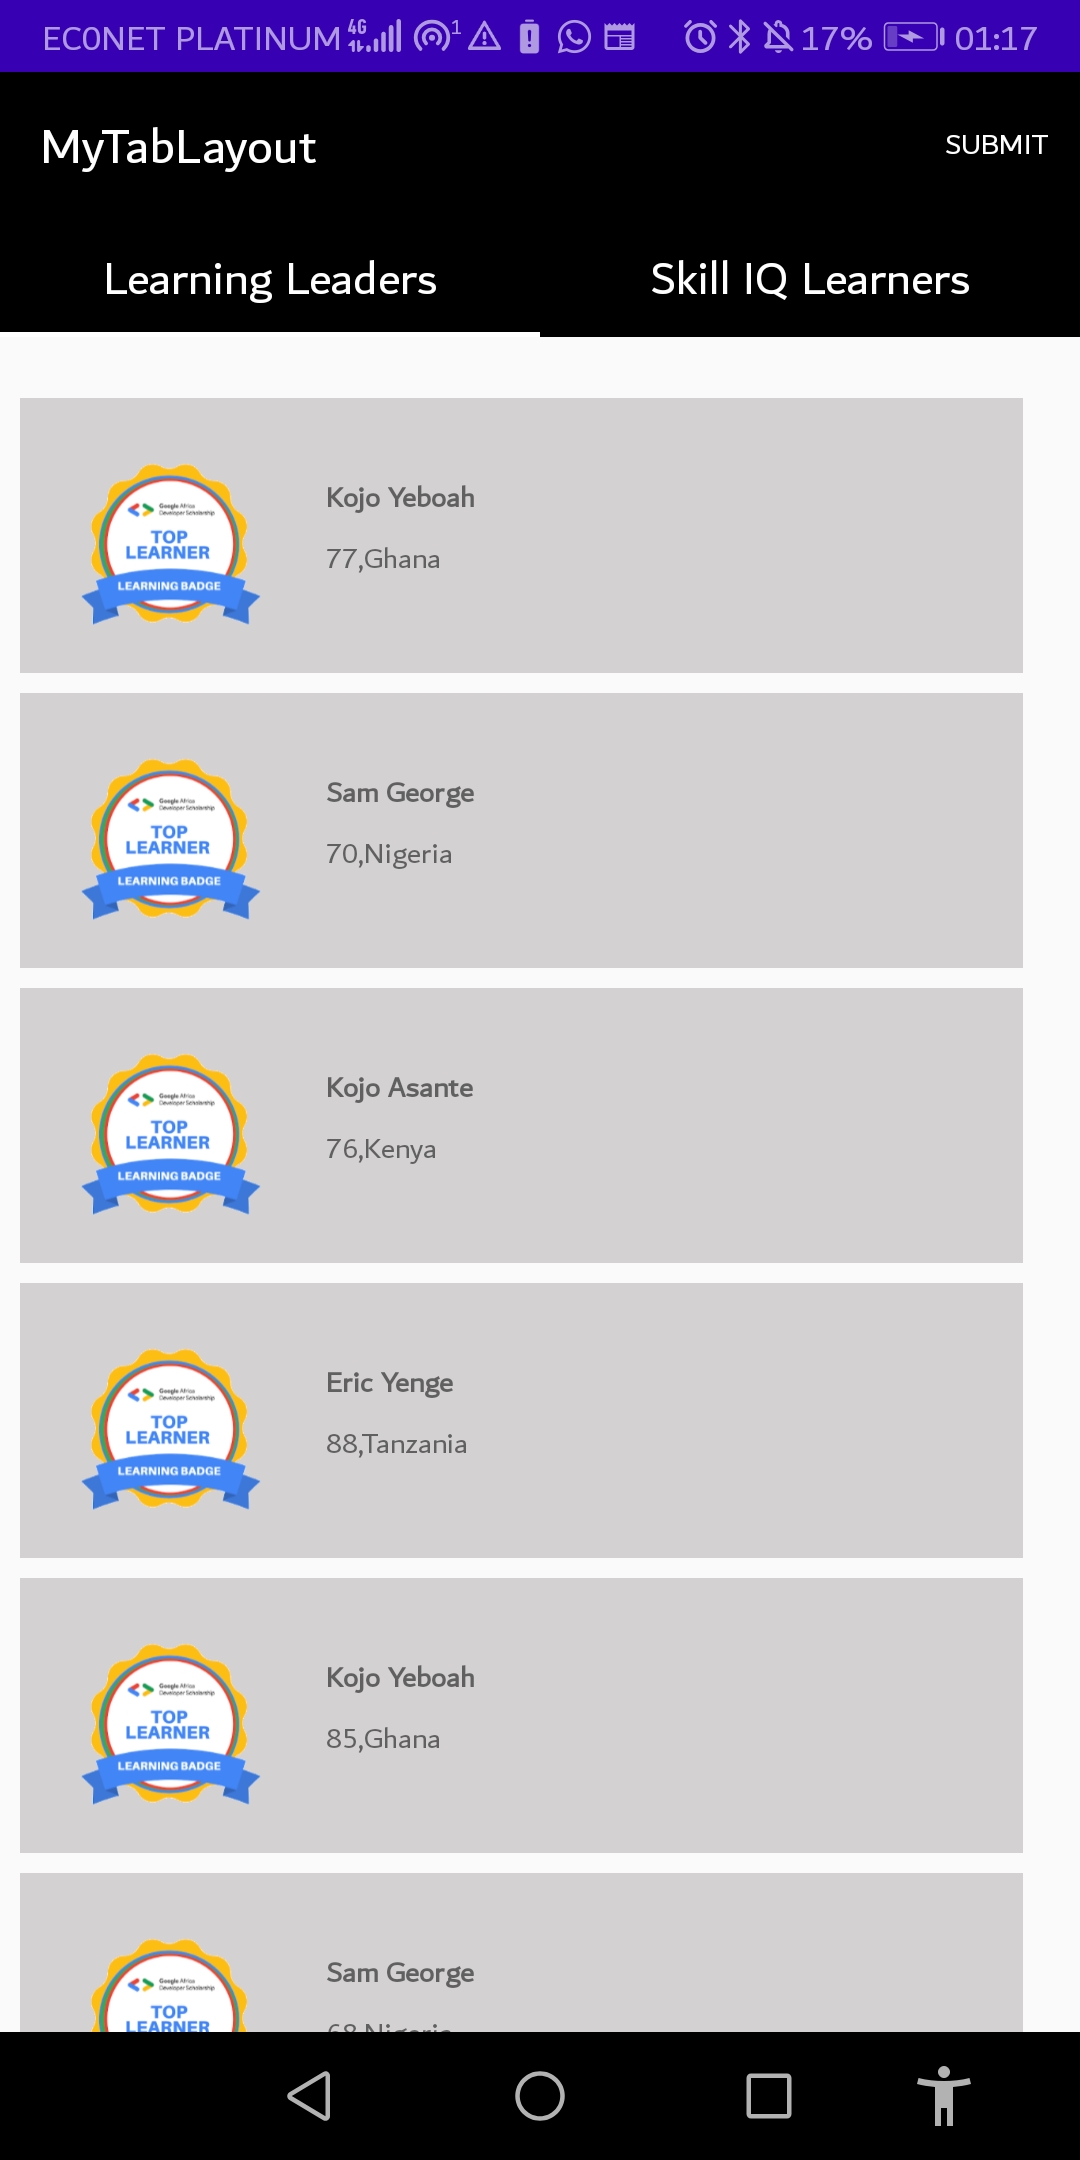 EC0NET PLATINUM 4G 1 17% 01:17
MyTabLayout
SUBMIT
Learning Leaders
Skill IQ Learners
Google Africa
Developer Scholarship
TOP
LEARNER
LEARNING BADGE
Kojo Yeboah
77,Ghana
Google Africa
Developer Scholarship
TOP
LEARNER
LEARNING BADGE
Sam George
70,Nigeria
Google Africa
Developer Scholarship
TOP
LEARNER
LEARNING BADGE
Kojo Asante
76,Kenya
Google Africa
Developer Scholarship
TOP
LEARNER
LEARNING BADGE
Eric Yenge
88,Tanzania
Google Africa
Developer Scholarship
TOP
LEARNER
LEARNING BADGE
Kojo Yeboah
85,Ghana
Google Africa
Developer Scholarship
TOP
LEARNER
Sam George
68,Nigeria